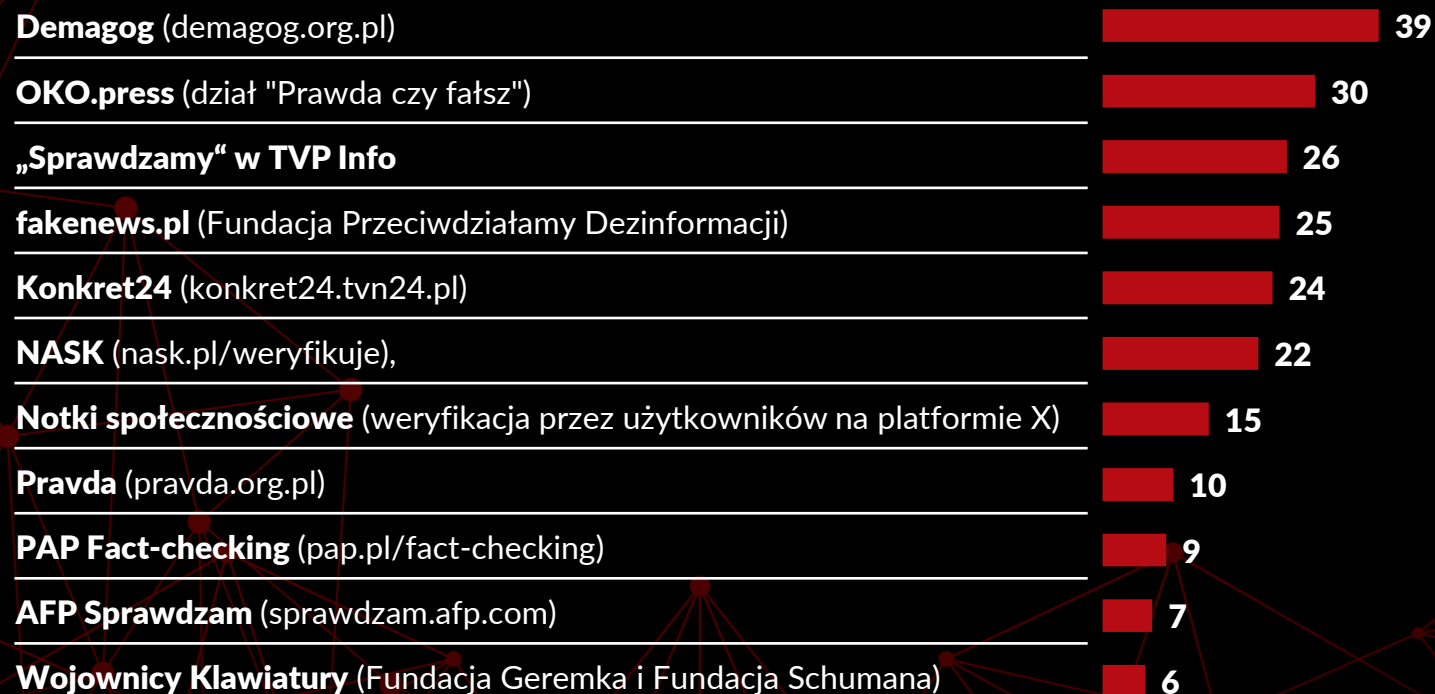 Demagog (demagog.org.pl) 39
OKO.press (dział "Prawda czy fałsz") 30
„Sprawdzamy“ w TVP Info 26
fakenews.pl (Fundacja Przeciwdziałamy Dezinformacji) 25
Konkret24 (konkret24.tvn24.pl) 24
NASK (nask.pl/weryfikuje), 22
Notki społecznościowe (weryfikacja przez użytkowników na platformie X) 15
Pravda (pravda.org.pl) 10
PAP Fact-checking (pap.pl/fact-checking) 9
AFP Sprawdzam (sprawdzam.afp.com) 7
Wojownicy Klawiatury (Fundacja Geremka i Fundacja Schumana) 6